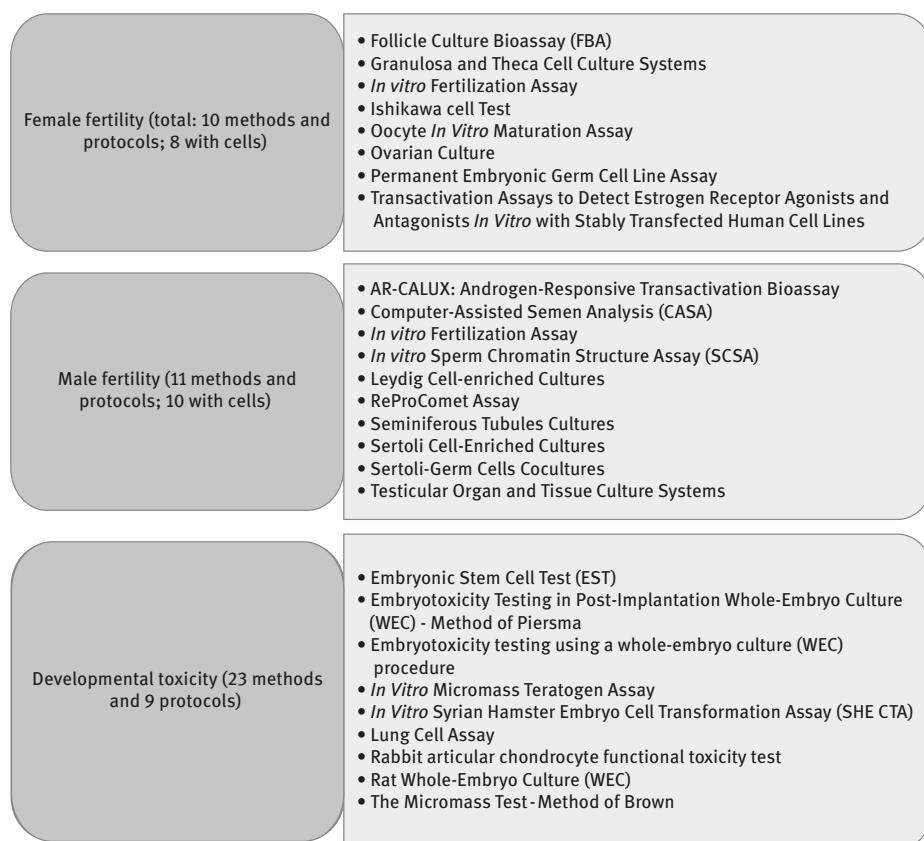 Female fertility (total: 10 methods and
protocols; 8 with cells)
• Follicle Culture Bioassay (FBA)
• Granulosa and Theca Cell Culture Systems
• In vitro Fertilization Assay
• Ishikawa cell Test
• Oocyte In Vitro Maturation Assay
• Ovarian Culture
• Permanent Embryonic Germ Cell Line Assay
• Transactivation Assays to Detect Estrogen Receptor Agonists and
Antagonists In Vitro with Stably Transfected Human Cell Lines
Male fertility (11 methods and
protocols; 10 with cells)
• AR-CALUX: Androgen-Responsive Transactivation Bioassay
• Computer-Assisted Semen Analysis (CASA)
• In vitro Fertilization Assay
• In vitro Sperm Chromatin Structure Assay (SCSA)
• Leydig Cell-enriched Cultures
• ReProComet Assay
• Seminiferous Tubules Cultures
• Sertoli Cell-Enriched Cultures
• Sertoli-Germ Cells Cocultures
• Testicular Organ and Tissue Culture Systems
Developmental toxicity (23 methods
and 9 protocols)
• Embryonic Stem Cell Test (EST)
• Embryotoxicity Testing in Post-Implantation Whole-Embryo Culture
(WEC) - Method of Piersma
• Embryotoxicity testing using a whole-embryo culture (WEC)
procedure
• In Vitro Micromass Teratogen Assay
• In Vitro Syrian Hamster Embryo Cell Transformation Assay (SHE CTA)
• Lung Cell Assay
• Rabbit articular chondrocyte functional toxicity test
• Rat Whole-Embryo Culture (WEC)
• The Micromass Test - Method of Brown